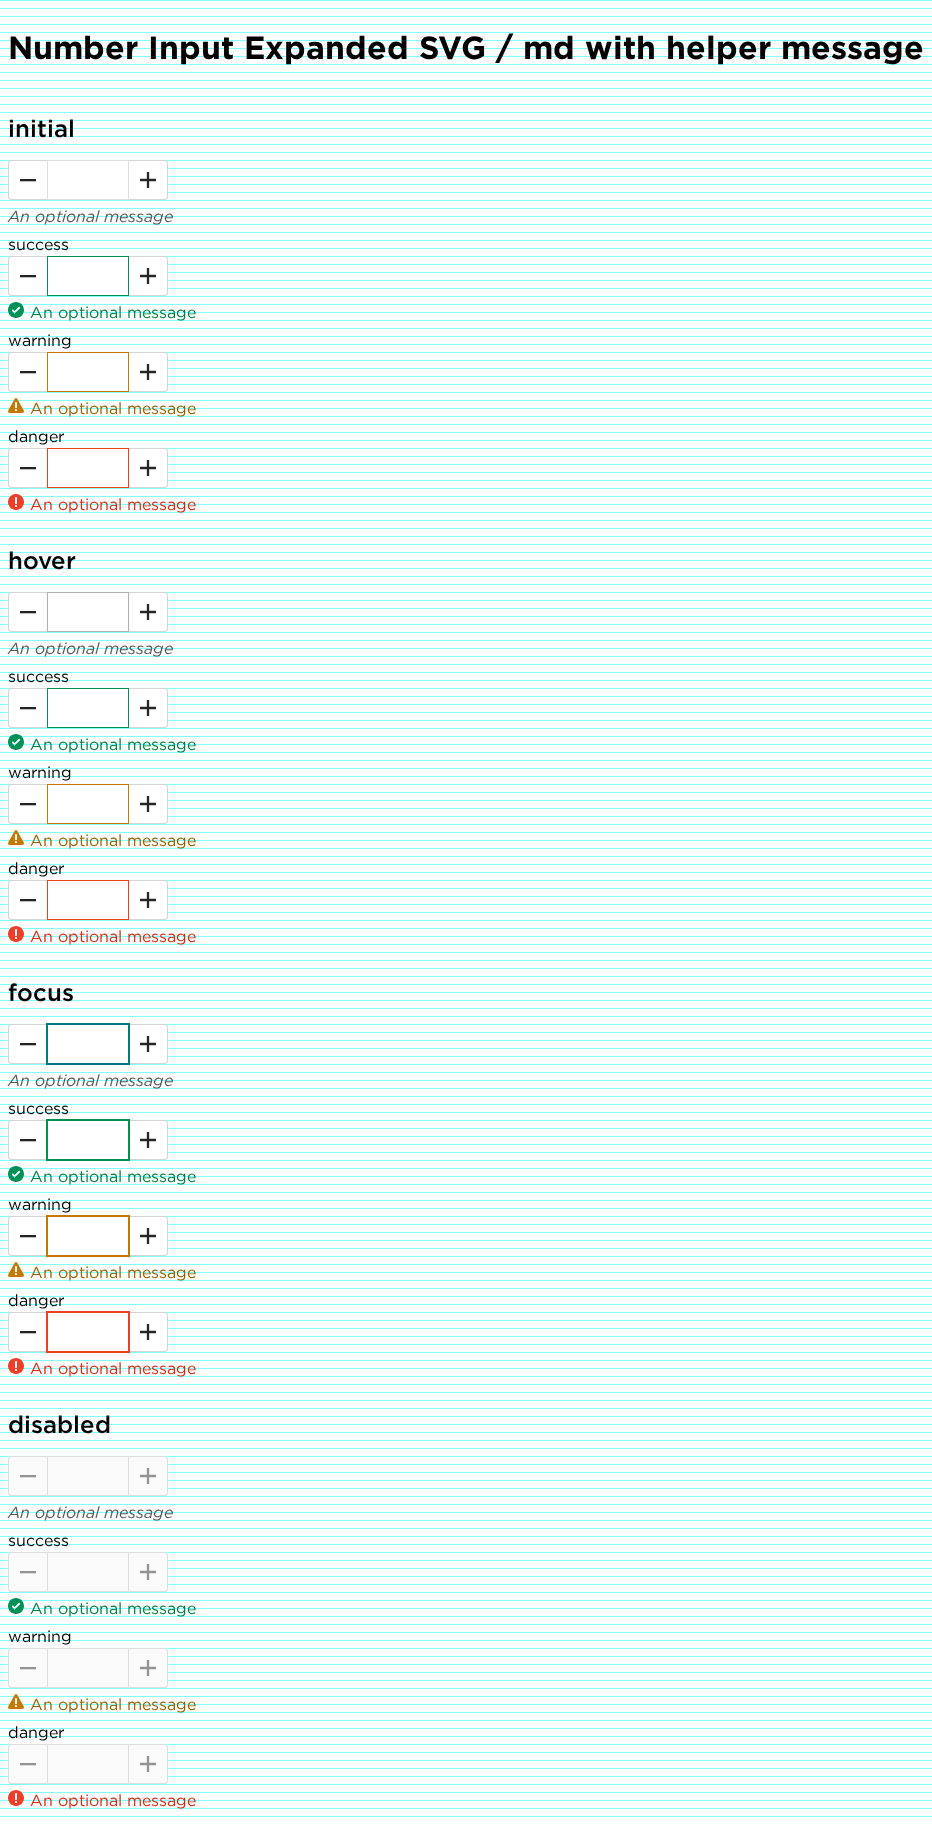 Number Input Expanded SVG / md with helper message
initial
An optional message
success
An optional message
warning
An optional message
danger
An optional message
hover
An optional message
success
An optional message
warning
An optional message
danger
An optional message
focus
An optional message
success
An optional message
warning
An optional message
danger
An optional message
disabled
An optional message
success
An optional message
warning
An optional message
danger
An optional message